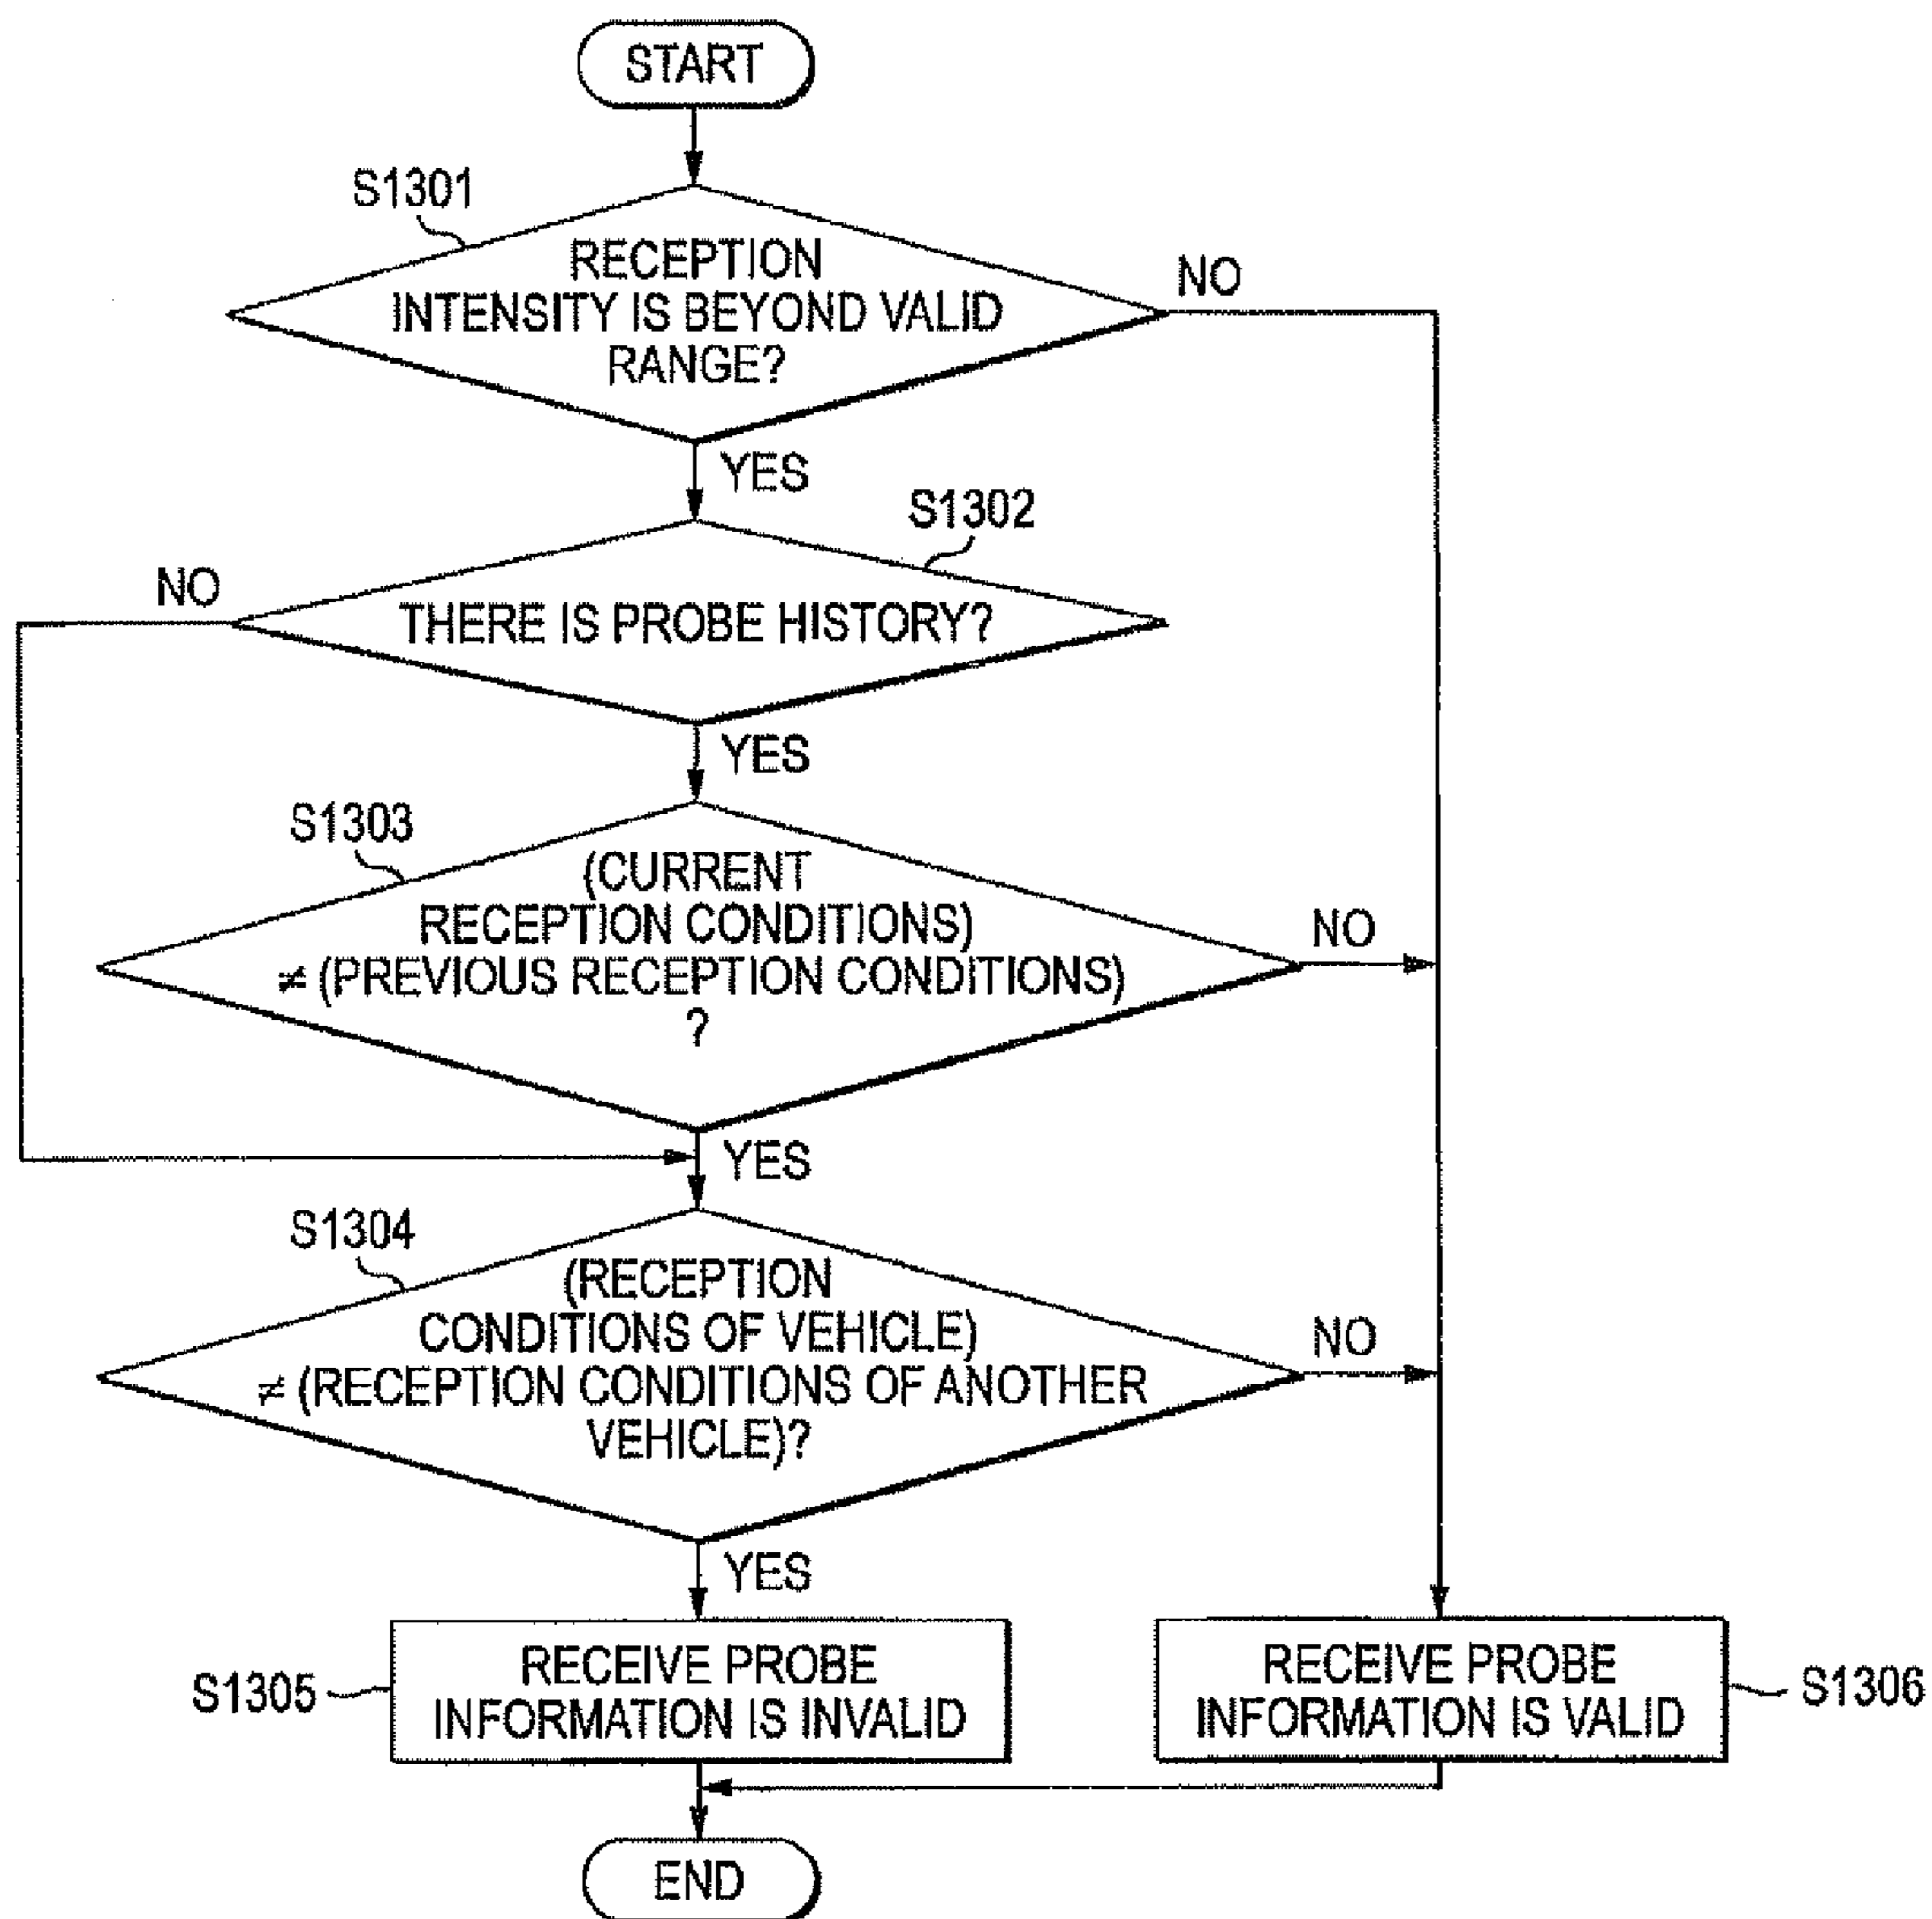 START
S1301
RECEPTION
INTENSITY IS BEYOND VALID
RANGE?
NO
YES
S1302
NO
THERE IS PROBE HISTORY?
YES
S1303
(CURRENT
RECEPTION CONDITIONS)
≠ (PREVIOUS RECEPTION CONDITIONS)
?
NO
YES
S1304
(RECEPTION
CONDITIONS OF VEHICLE)
≠ (RECEPTION CONDITIONS OF ANOTHER
VEHICLE)?
NO
YES
S1305
RECEIVE PROBE
INFORMATION IS INVALID
RECEIVE PROBE
INFORMATION IS VALID
S1306
END